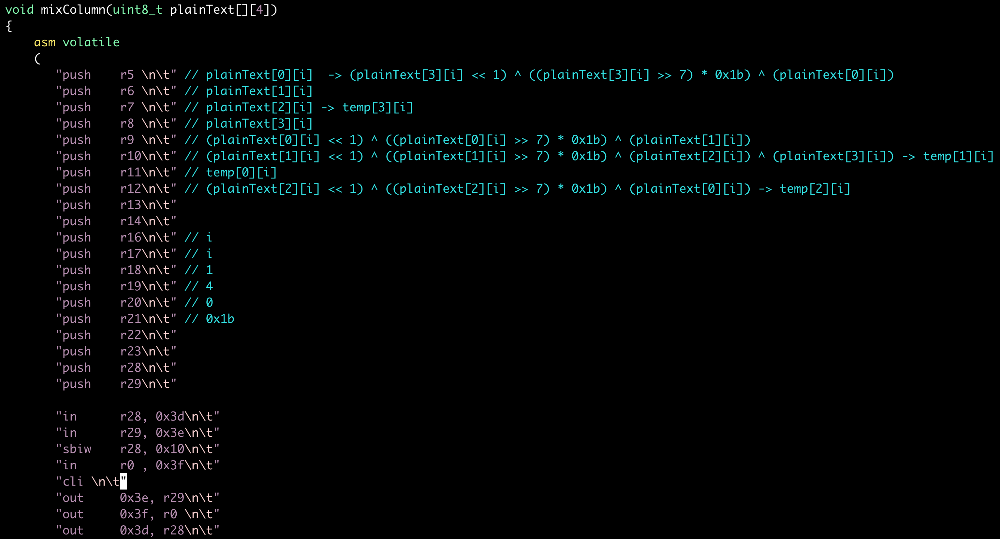 void mixColumn(uint8_t plainText[][4])
{
    asm volatile
    (
       "push    r5 \n\t" // plainText[0][i]  -> (plainText[3][i] << 1) ^ ((plainText[3][i] >> 7) * 0x1b) ^ (plainText[0][i])
       "push    r6 \n\t" // plainText[1][i]
       "push    r7 \n\t" // plainText[2][i] -> temp[3][i]
       "push    r8 \n\t" // plainText[3][i]
       "push    r9 \n\t" // (plainText[0][i] << 1) ^ ((plainText[0][i] >> 7) * 0x1b) ^ (plainText[1][i])
       "push    r10\n\t" // (plainText[1][i] << 1) ^ ((plainText[1][i] >> 7) * 0x1b) ^ (plainText[2][i]) ^ (plainText[3][i]) -> temp[1][i]
       "push    r11\n\t" // temp[0][i]
       "push    r12\n\t" // (plainText[2][i] << 1) ^ ((plainText[2][i] >> 7) * 0x1b) ^ (plainText[0][i]) -> temp[2][i]
       "push    r13\n\t"
       "push    r14\n\t"
       "push    r16\n\t" // i
       "push    r17\n\t" // i
       "push    r18\n\t" // 1
       "push    r19\n\t" // 4
       "push    r20\n\t" // 0
       "push    r21\n\t" // 0x1b
       "push    r22\n\t"
       "push    r23\n\t"
       "push    r28\n\t"
       "push    r29\n\t"

       "in      r28, 0x3d\n\t"
       "in      r29, 0x3e\n\t"
       "sbiw    r28, 0x10\n\t"
       "in      r0 , 0x3f\n\t"
       "cli \n\t"
       "out     0x3e, r29\n\t"
       "out     0x3f, r0 \n\t"
       "out     0x3d, r28\n\t"